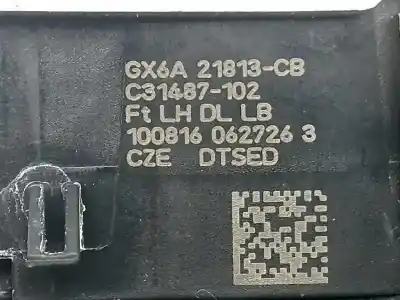 GX6A 21813-CB
C31487-102
Ft LH DL LB
100816 062726 3
CZE DTSED